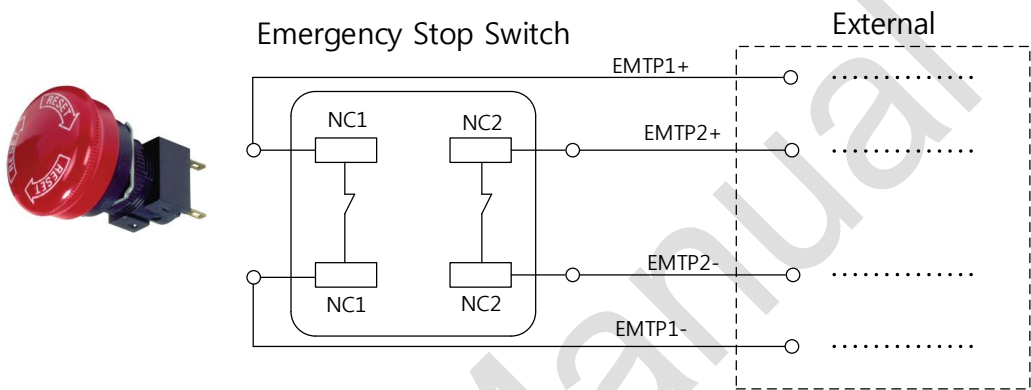 External
Emergency Stop Switch
EMTP1+
NC1
NC2
EMTP2+
RESET
RESET
EMTP2-
NC1
NC2
EMTP1-
Manual